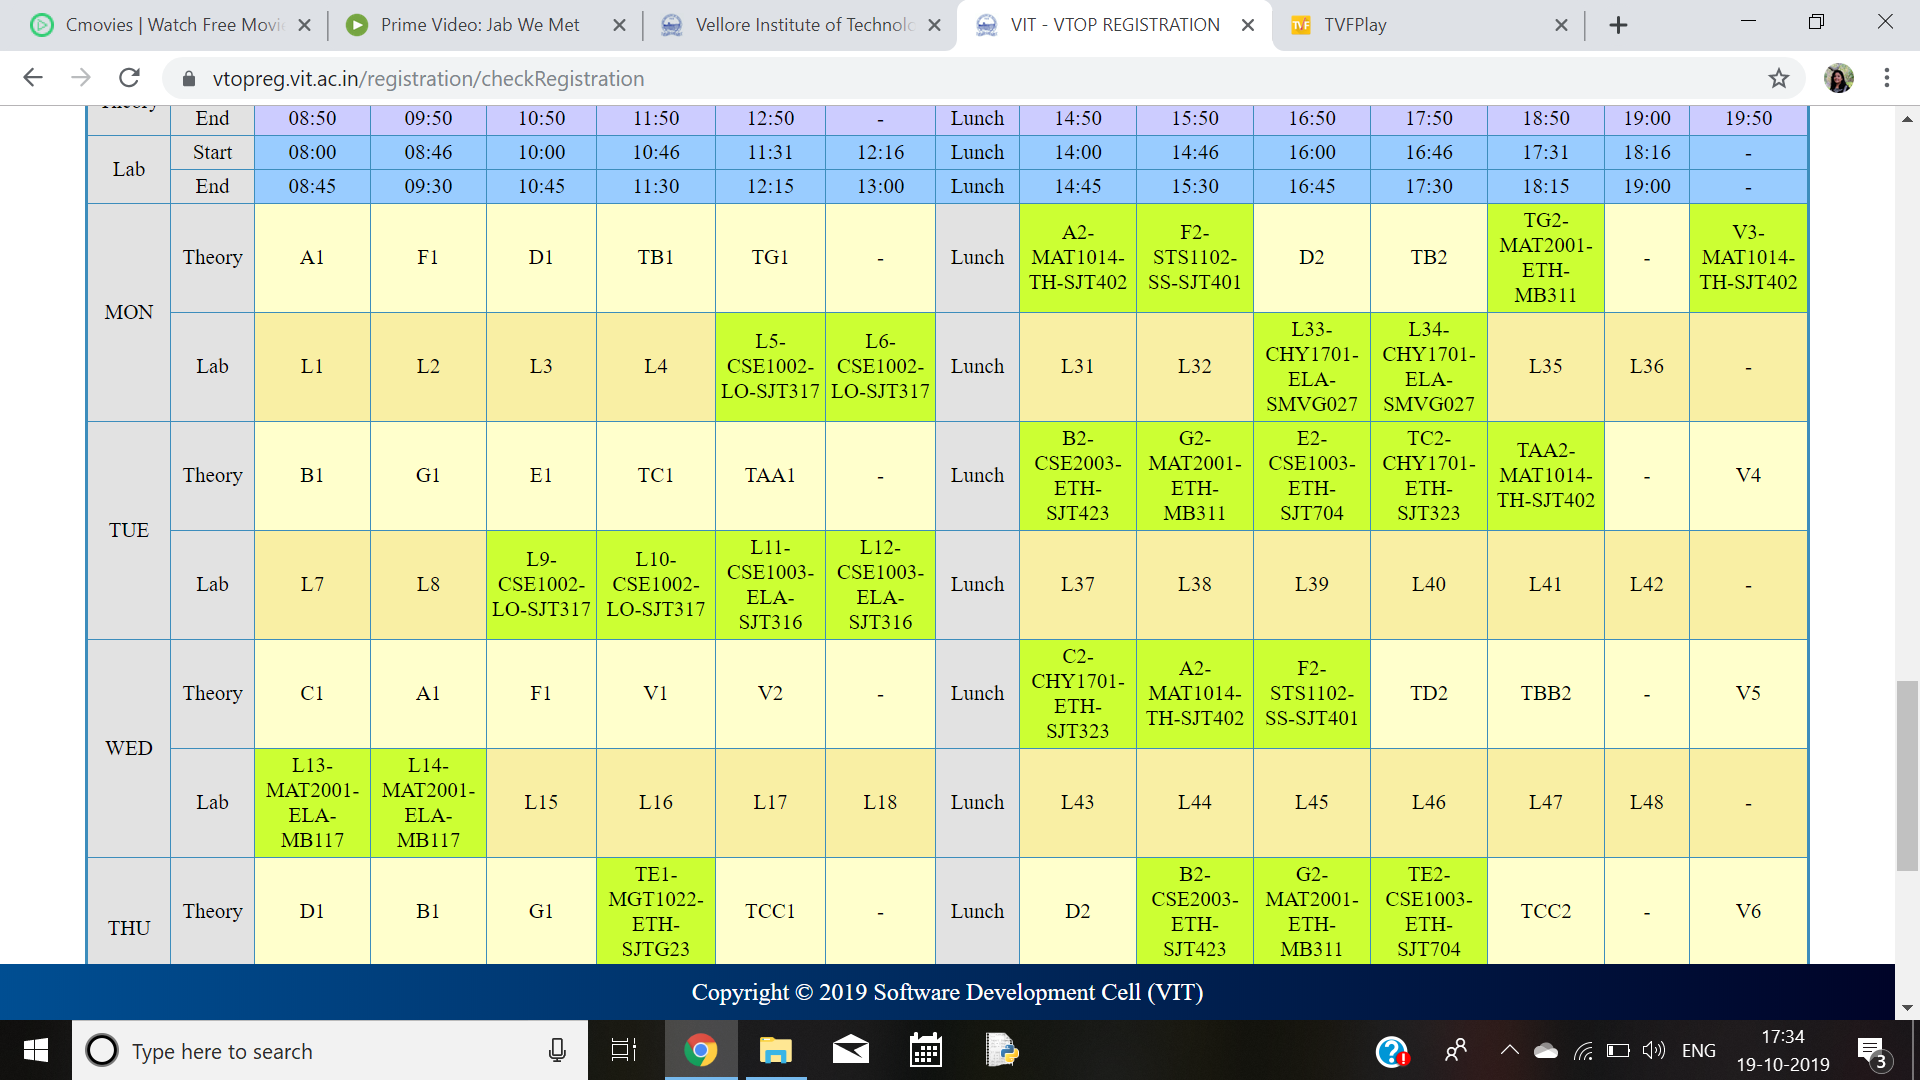 Cmovies | Watch Free Movi
Prime Video: Jab We Met
Vellore Institute of Technolo
VIT - VTOP REGISTRATION
TVFPlay
vtopreg.vit.ac.in/registration/checkRegistration
Theory End 08:50 09:50 10:50 11:50 12:50 - Lunch 14:50 15:50 16:50 17:50 18:50 19:00 19:50
Lab Start 08:00 08:46 10:00 10:46 11:31 12:16 Lunch 14:00 14:46 16:00 16:46 17:31 18:16 -
End 08:45 09:30 10:45 11:30 12:15 13:00 Lunch 14:45 15:30 16:45 17:30 18:15 19:00 -
MON Theory A1 F1 D1 TB1 TG1 - Lunch A2-MAT1014-TH-SJT402 F2-STS1102-SS-SJT401 D2 TB2 TG2-MAT2001-ETH-MB311 - V3-MAT1014-TH-SJT402
Lab L1 L2 L3 L4 L5-CSE1002-LO-SJT317 L6-CSE1002-LO-SJT317 Lunch L31 L32 L33-CHY1701-ELA-SMVG027 L34-CHY1701-ELA-SMVG027 L35 L36 -
TUE Theory B1 G1 E1 TC1 TAA1 - Lunch B2-CSE2003-ETH-SJT423 G2-MAT2001-ETH-MB311 E2-CSE1003-ETH-SJT704 TC2-CHY1701-ETH-SJT323 TAA2-MAT1014-TH-SJT402 - V4
Lab L7 L8 L9-CSE1002-LO-SJT317 L10-CSE1002-LO-SJT317 L11-CSE1003-ELA-SJT316 L12-CSE1003-ELA-SJT316 Lunch L37 L38 L39 L40 L41 L42 -
WED Theory C1 A1 F1 V1 V2 - Lunch C2-CHY1701-ETH-SJT323 A2-MAT1014-TH-SJT402 F2-STS1102-SS-SJT401 TD2 TBB2 - V5
Lab L13-MAT2001-ELA-MB117 L14-MAT2001-ELA-MB117 L15 L16 L17 L18 Lunch L43 L44 L45 L46 L47 L48 -
THU Theory D1 B1 G1 TE1-MGT1022-ETH-SJTG23 TCC1 - Lunch D2 B2-CSE2003-ETH-SJT423 G2-MAT2001-ETH-MB311 TE2-CSE1003-ETH-SJT704 TCC2 - V6
Copyright © 2019 Software Development Cell (VIT)
Type here to search
ENG
17:34
19-10-2019
3